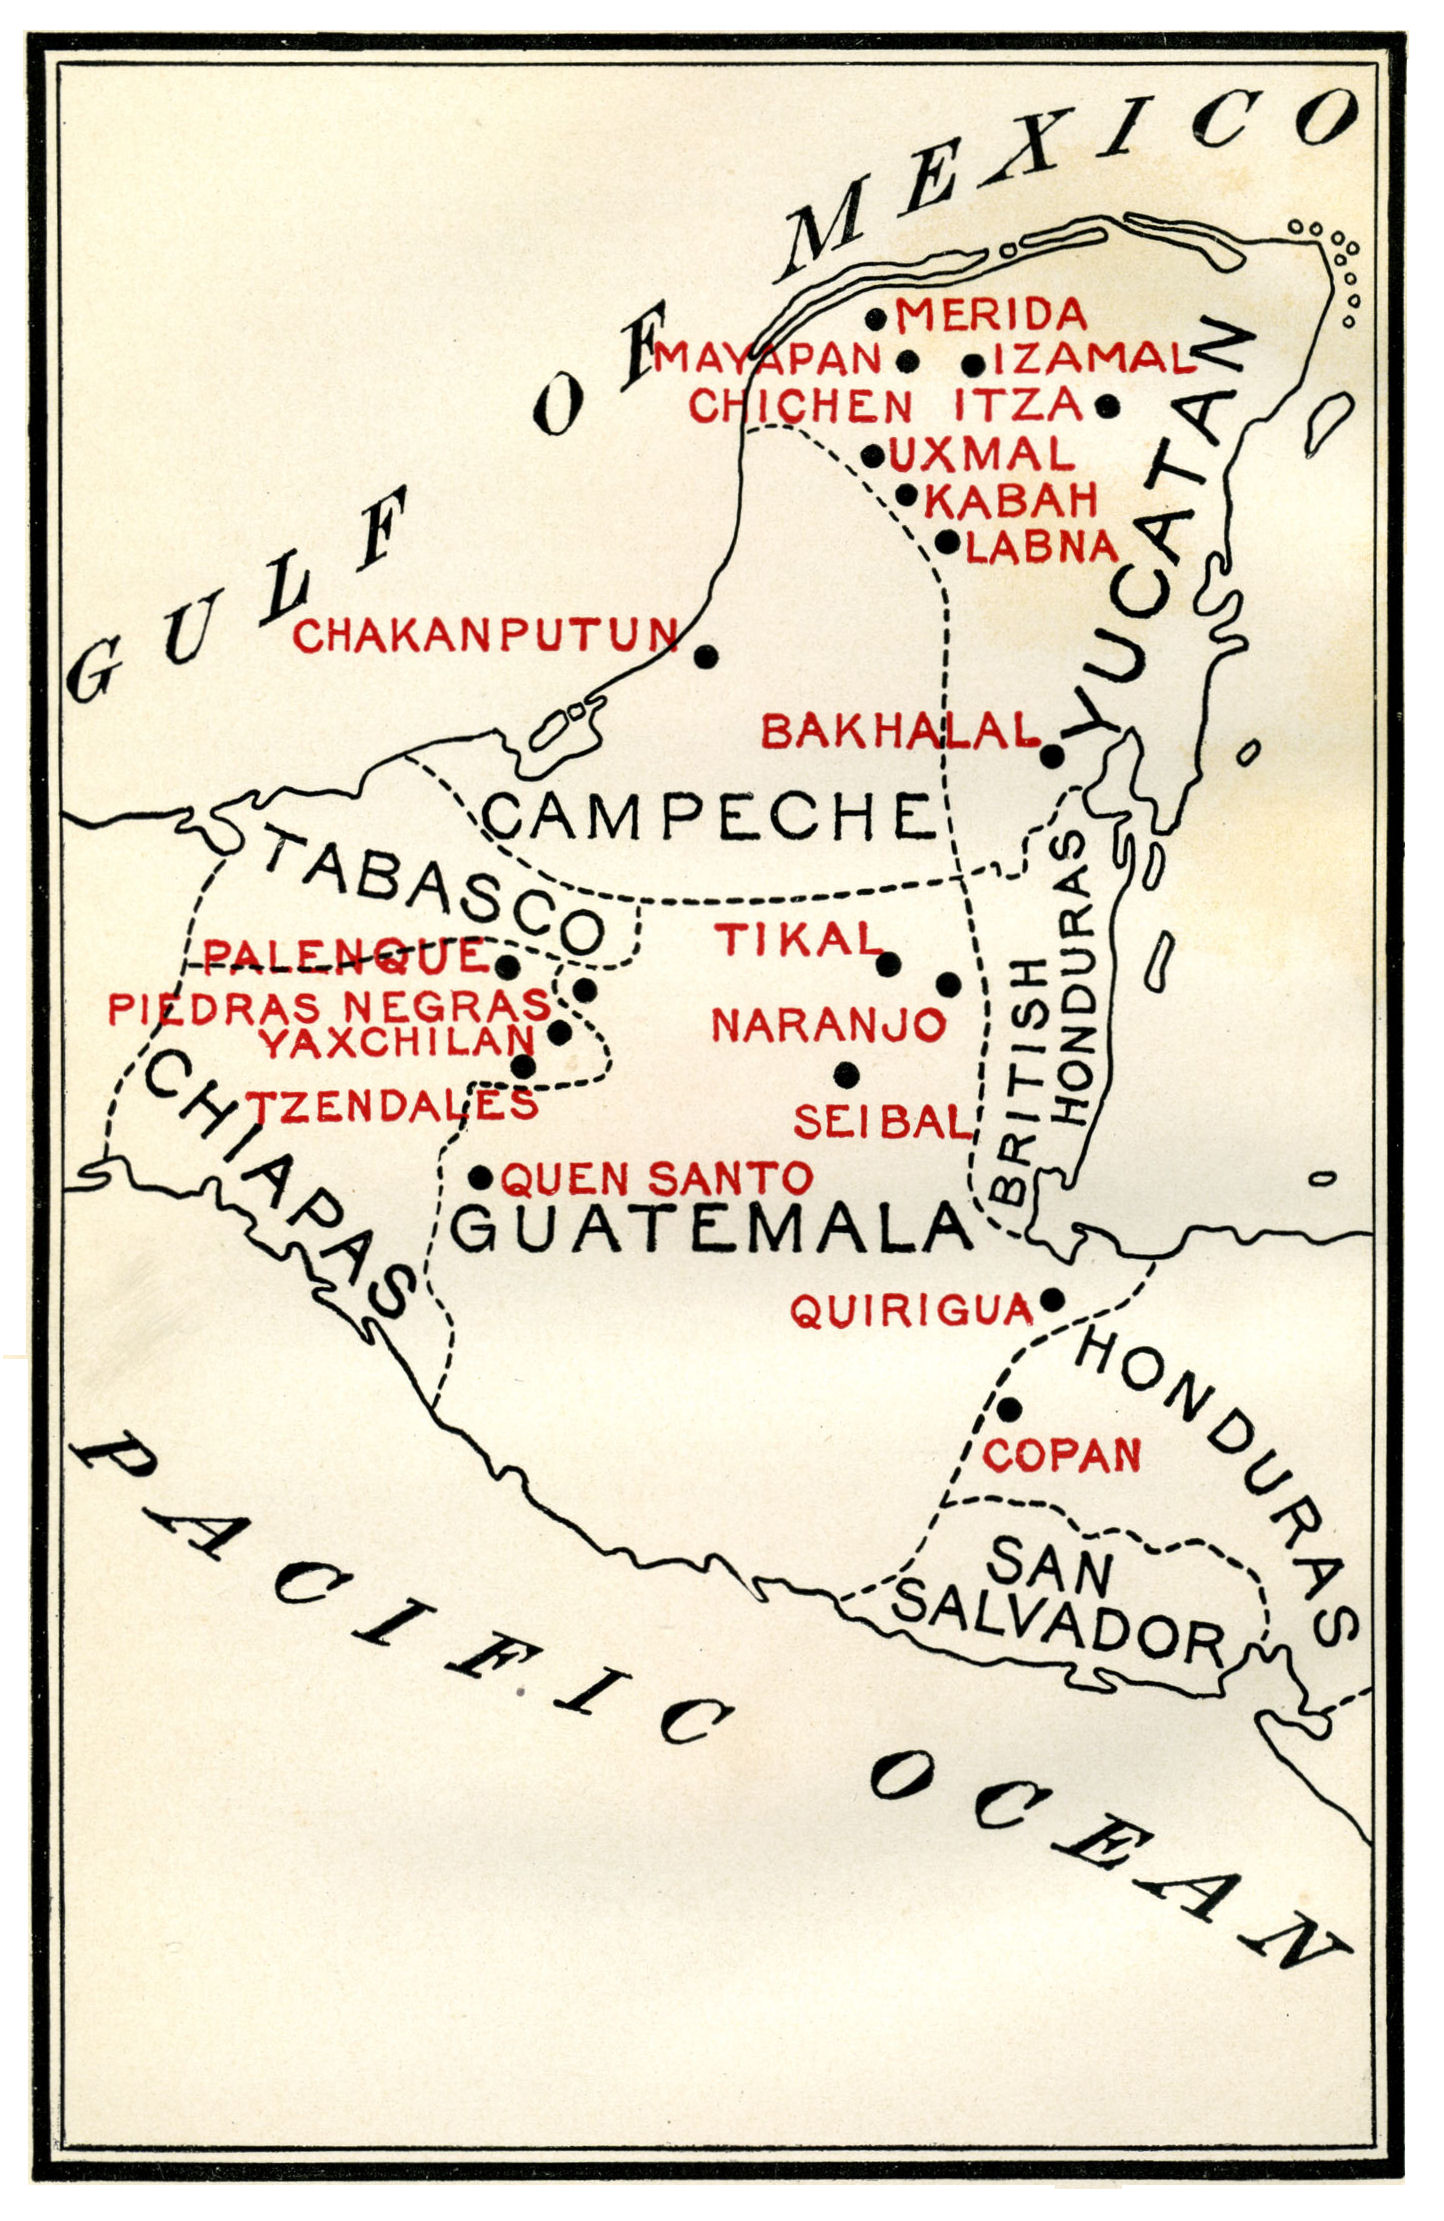 GULF OF MEXICO
MERIDA
MAYAPAN
IZAMAL
CHICHEN ITZA
UXMAL
KABAH
LABNA
YUCATAN
CHAKANPUTUN
BAKHALAL
CAMPECHE
TABASCO
BRITISH
HONDURAS
TIKAL
PALENQUE
PIEDRAS NEGRAS
NARANJO
YAXCHILAN
TZENDALES
SEIBAL
CHIAPAS
QUEN SANTO
GUATEMALA
QUIRIGUA
HONDURAS
COPAN
SAN
SALVADOR
PACIFIC OCEAN